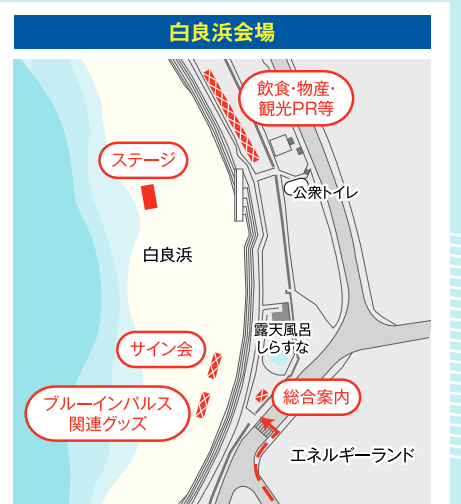 白良浜会場
飲食・物産・
観光PR等
ステージ
公衆トイレ
白良浜
露天風呂
しらすな
サイン会
総合案内
ブルーインパルス
関連グッズ
エネルギーランド